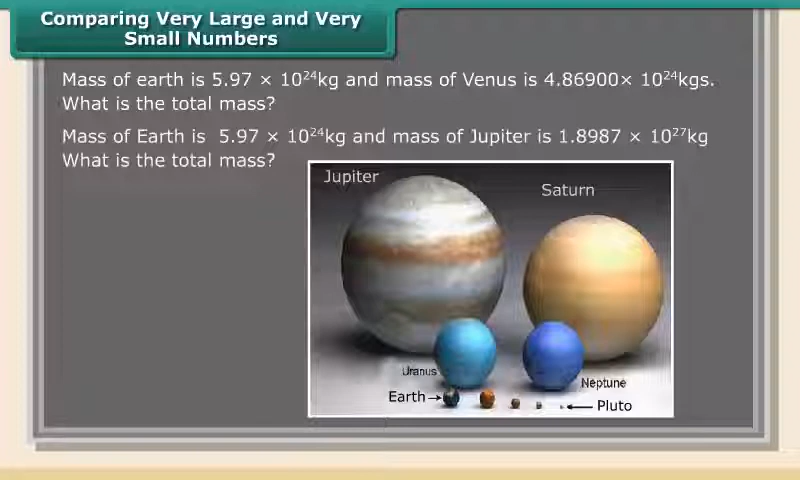 Comparing Very Large and Very
Small Numbers
Mass of earth is 5.97 × 10²⁴kg and mass of Venus is 4.86900× 10²⁴kgs.
What is the total mass?
Mass of Earth is 5.97 × 10²⁴kg and mass of Jupiter is 1.8987 × 10²⁷kg
What is the total mass?
Jupiter
Saturn
Uranus
Neptune
Earth
Pluto